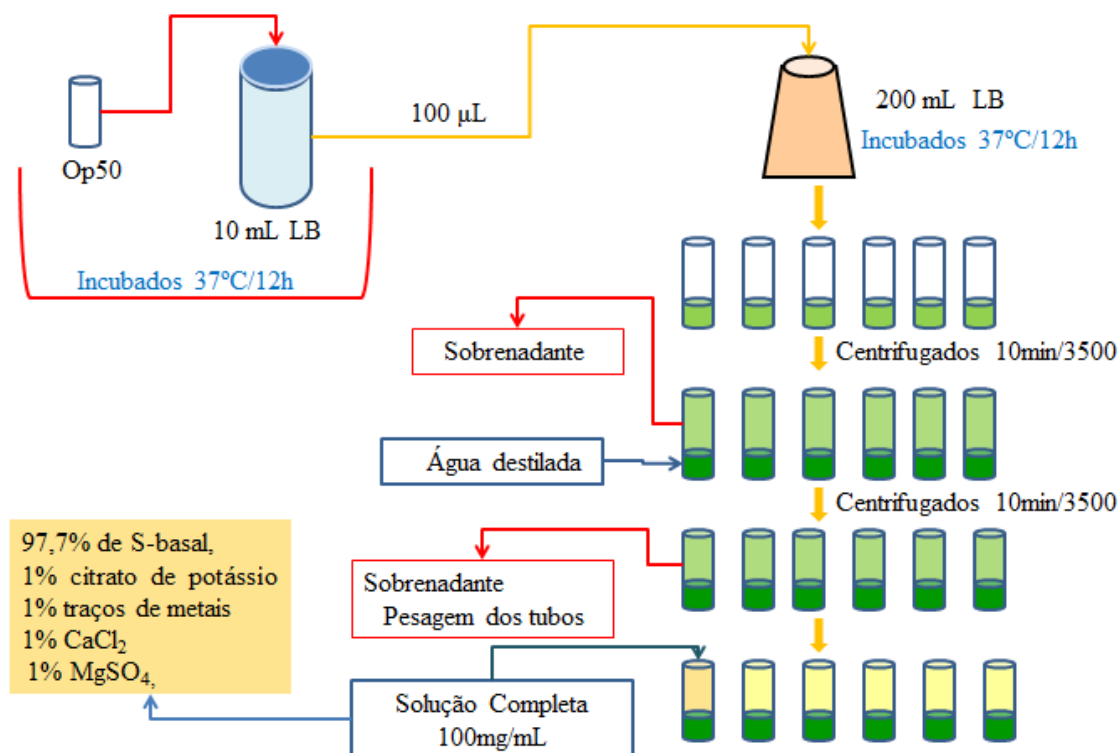 Op50
10 mL LB
Incubados 37ºC/12h
100 µL
200 mL LB
Incubados 37ºC/12h
Sobrenadante
Centrifugados 10min/3500
Água destilada
Centrifugados 10min/3500
Sobrenadante
Pesagem dos tubos
97,7% de S-basal,
1% citrato de potássio
1% traços de metais
1% CaCl₂
1% MgSO₄,
Solução Completa
100mg/mL